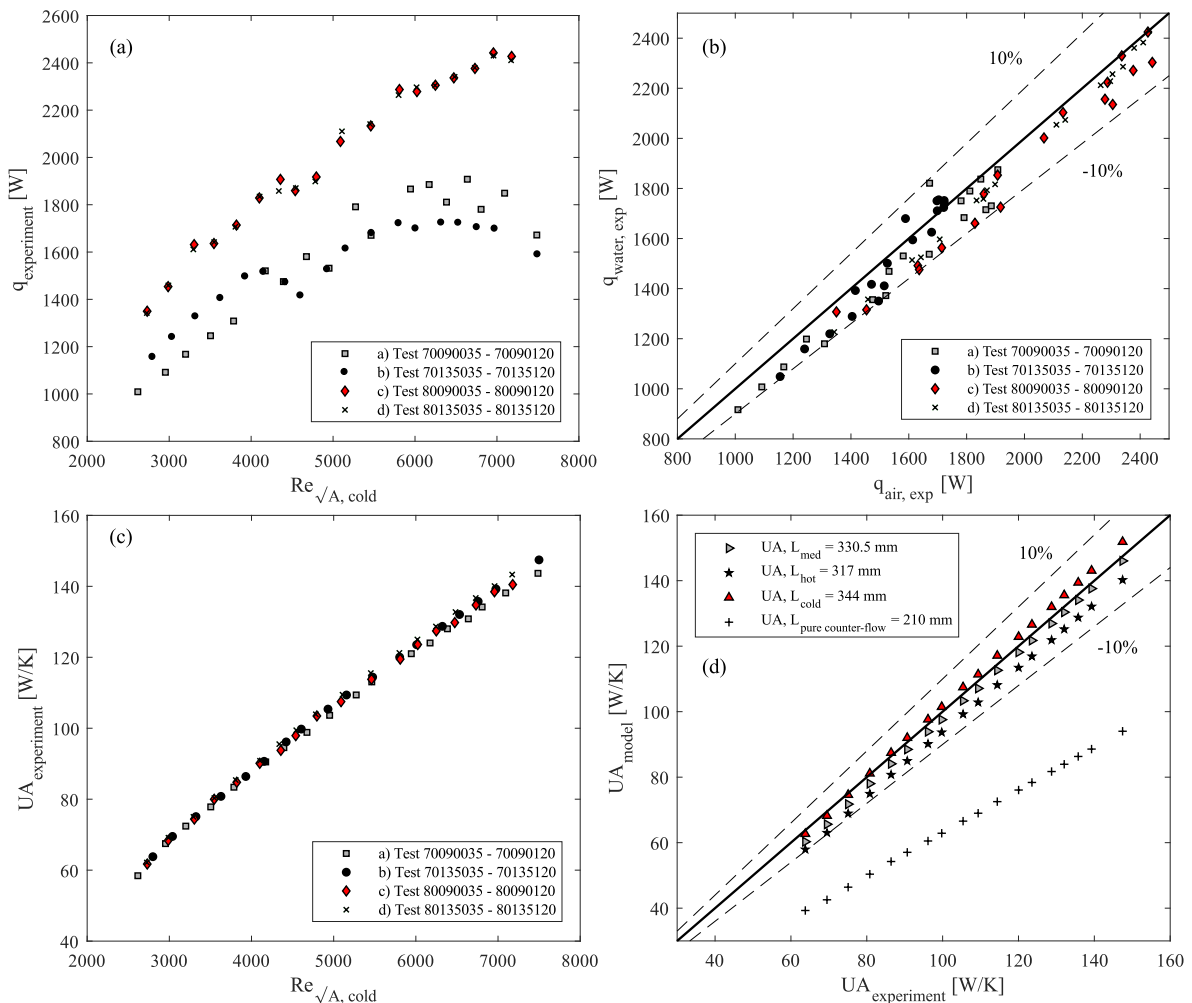 (a)
2600
2400
2200
2000
1800
1600
1400
1200
1000
800
q_experiment [W]
a) Test 70090035 - 70090120
b) Test 70135035 - 70135120
c) Test 80090035 - 80090120
d) Test 80135035 - 80135120
2000 3000 4000 5000 6000 7000 8000
Re_√A, cold
(b)
10%
-10%
2400
2200
2000
1800
1600
1400
1200
1000
800
q_water, exp [W]
a) Test 70090035 - 70090120
b) Test 70135035 - 70135120
c) Test 80090035 - 80090120
d) Test 80135035 - 80135120
800 1000 1200 1400 1600 1800 2000 2200 2400
q_air, exp [W]
(c)
160
140
120
100
80
60
40
UA_experiment [W/K]
a) Test 70090035 - 70090120
b) Test 70135035 - 70135120
c) Test 80090035 - 80090120
d) Test 80135035 - 80135120
2000 3000 4000 5000 6000 7000 8000
Re_√A, cold
UA, L_med = 330.5 mm
UA, L_hot = 317 mm
UA, L_cold = 344 mm
UA, L_pure counter-flow = 210 mm
10%
-10%
(d)
160
140
120
100
80
60
40
UA_model [W/K]
40 60 80 100 120 140 160
UA_experiment [W/K]